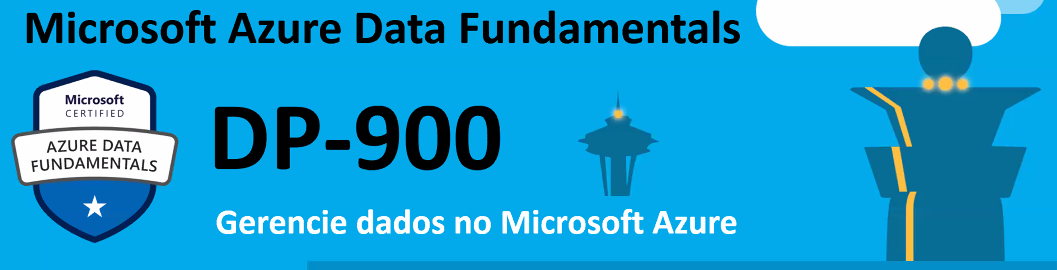 Microsoft Azure Data Fundamentals
Microsoft
CERTIFIED
AZURE DATA
FUNDAMENTALS
DP-900
Gerencie dados no Microsoft Azure